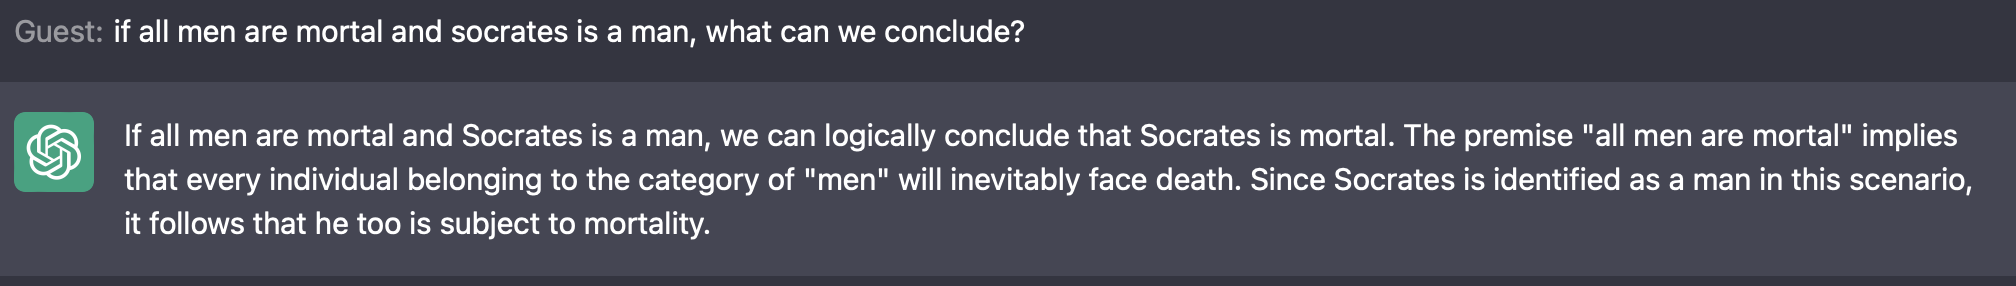 Guest: if all men are mortal and socrates is a man, what can we conclude?
If all men are mortal and Socrates is a man, we can logically conclude that Socrates is mortal. The premise "all men are mortal" implies
that every individual belonging to the category of "men" will inevitably face death. Since Socrates is identified as a man in this scenario,
it follows that he too is subject to mortality.